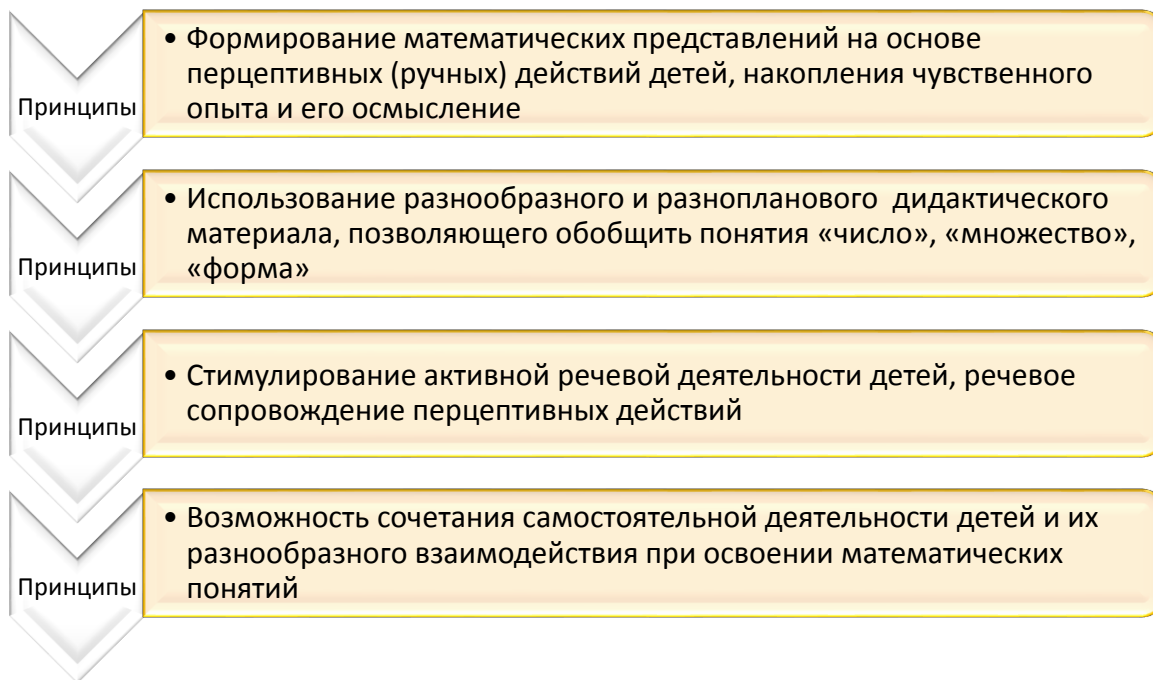 Принципы
• Формирование математических представлений на основе
перцептивных (ручных) действий детей, накопления чувственного
опыта и его осмысление
Принципы
• Использование разнообразного и разнопланового дидактического
материала, позволяющего обобщить понятия «число», «множество»,
«форма»
Принципы
• Стимулирование активной речевой деятельности детей, речевое
сопровождение перцептивных действий
Принципы
• Возможность сочетания самостоятельной деятельности детей и их
разнообразного взаимодействия при освоении математических
понятий